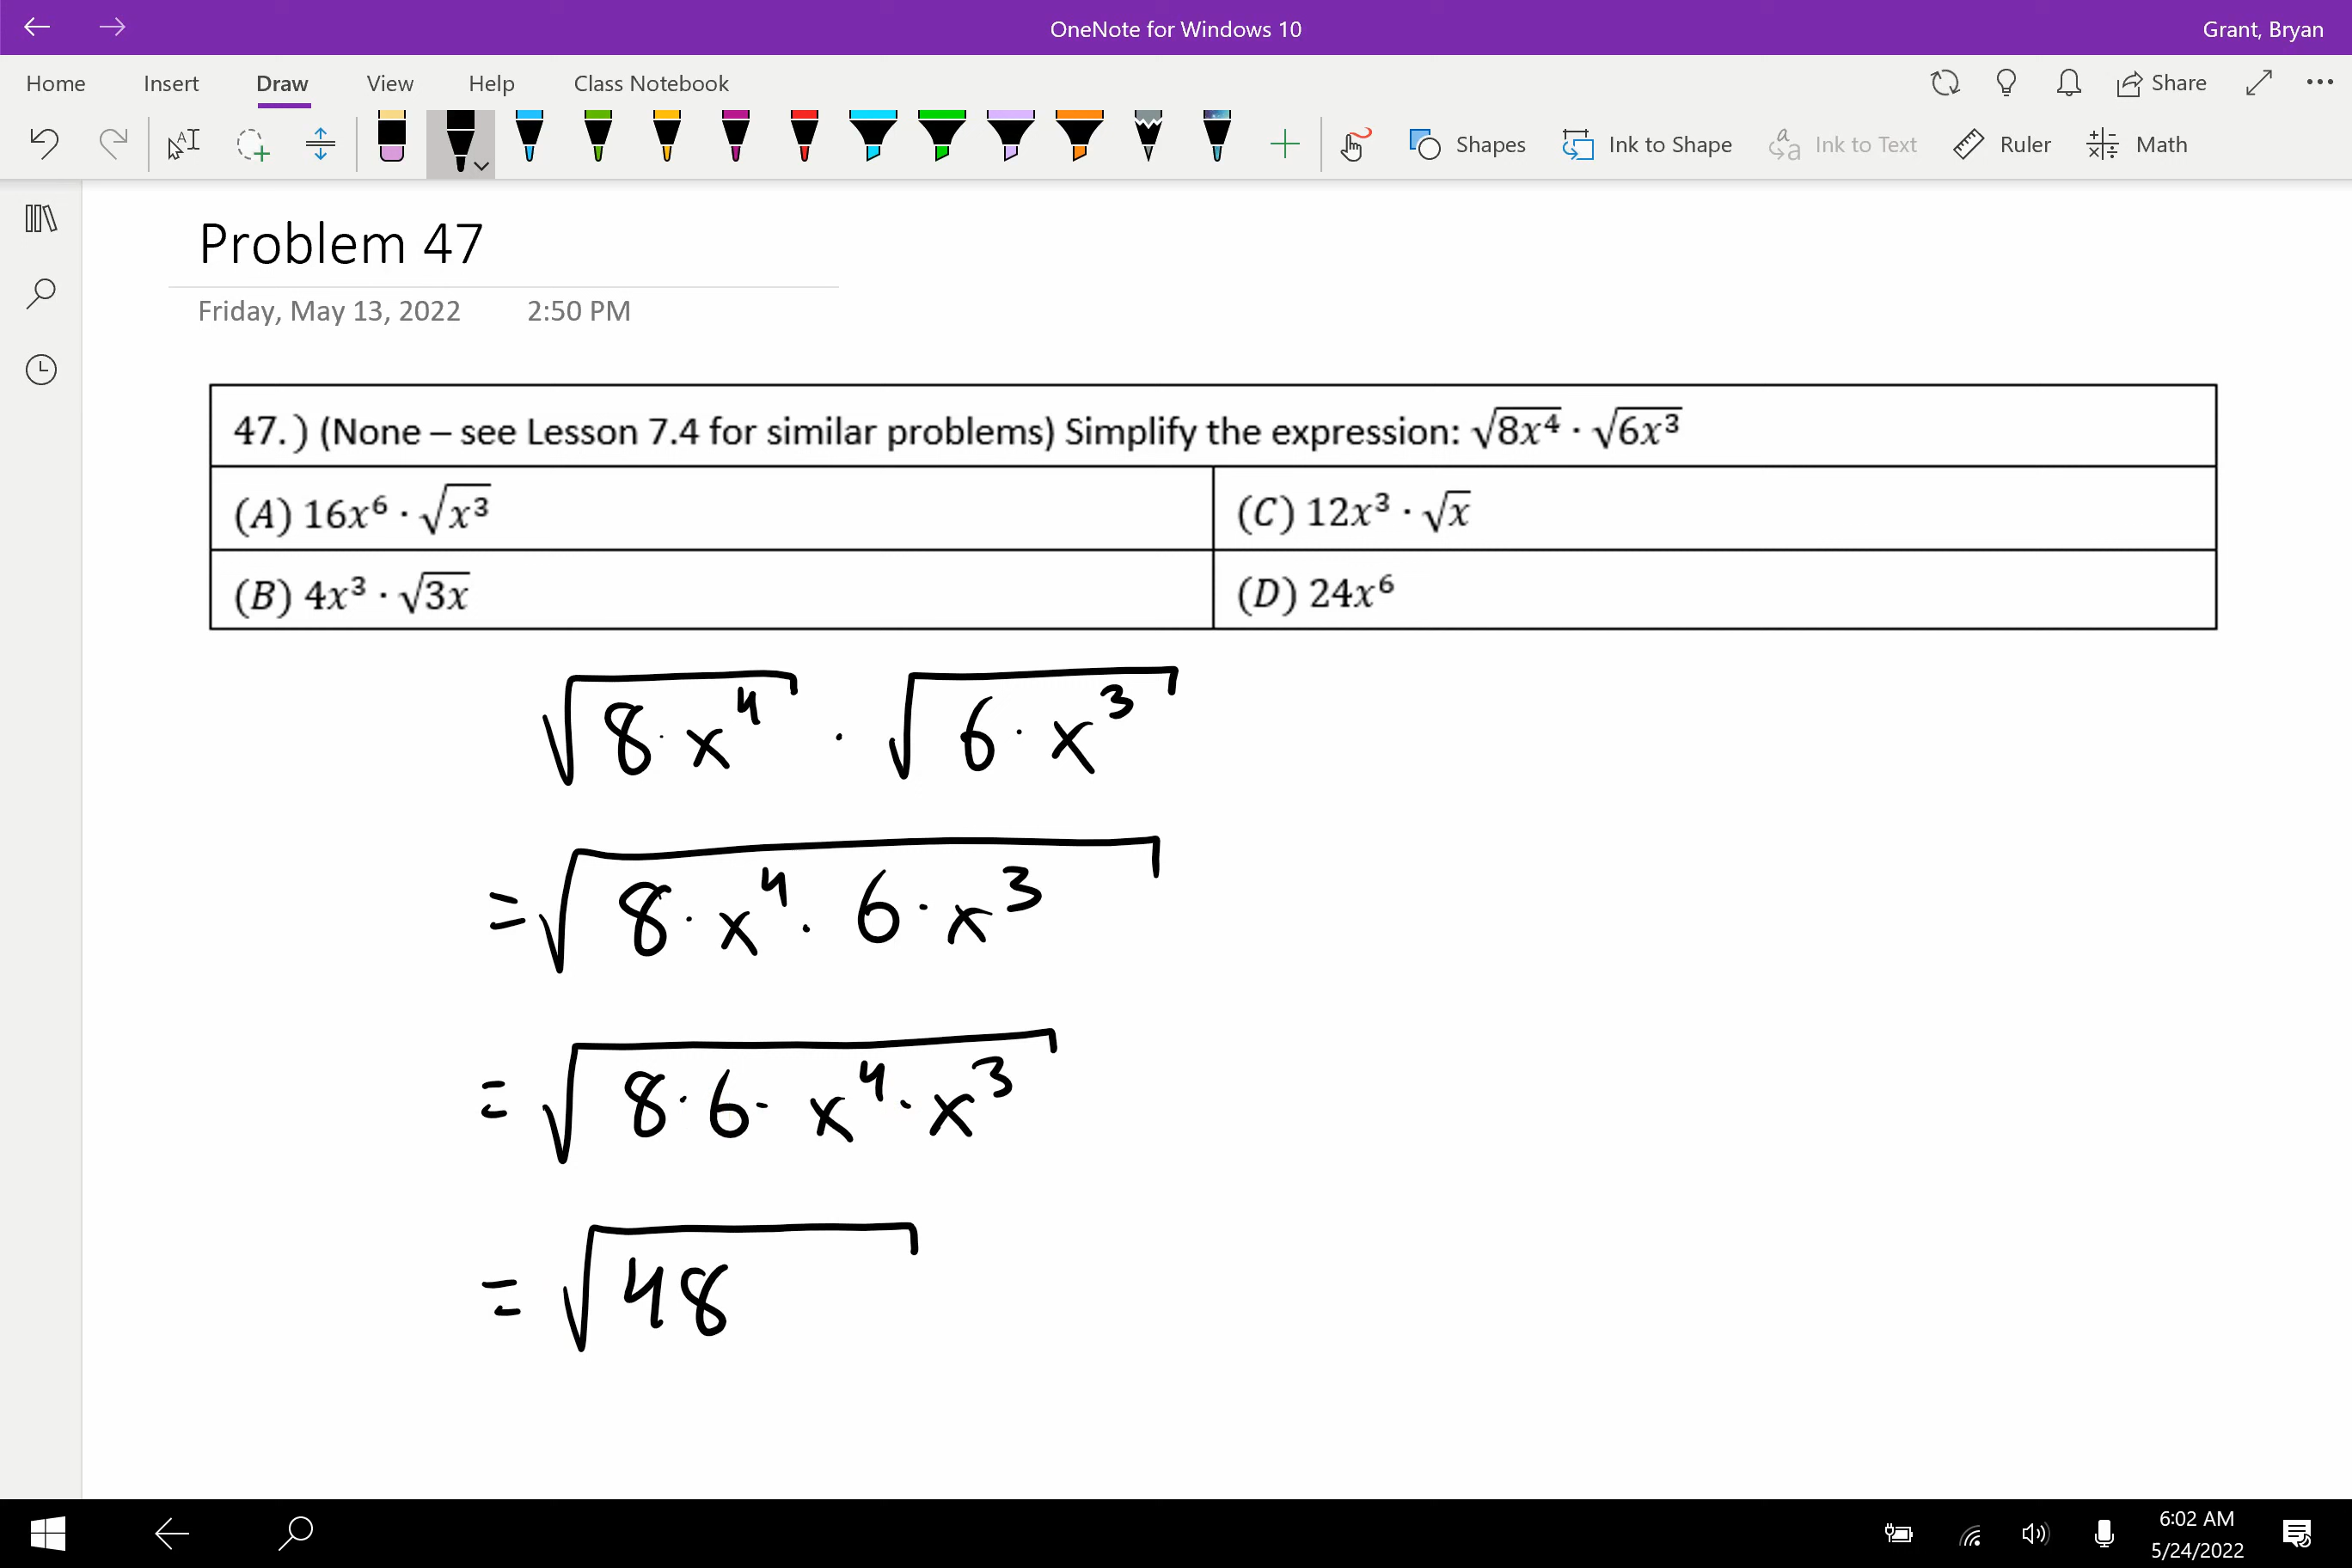 OneNote for Windows 10 Grant, Bryan
Home Insert Draw View Help Class Notebook Share
Shapes Ink to Shape Ink to Text Ruler Math
Problem 47
Friday, May 13, 2022 2:50 PM
47.) (None – see Lesson 7.4 for similar problems) Simplify the expression: √8x⁴ · √6x³
(A) 16x⁶ · √x³ (C) 12x³ · √x
(B) 4x³ · √3x (D) 24x⁶
√8·x⁴ · √6·x³
= √8·x⁴·6·x³
= √8·6·x⁴·x³
= √48
6:02 AM
5/24/2022